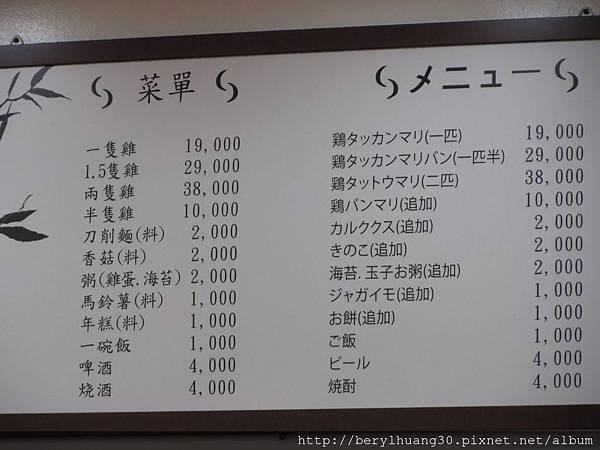 菜單
一隻雞 19,000
1.5隻雞 29,000
兩隻雞 38,000
半隻雞 10,000
刀削麵(料) 2,000
香菇(料) 2,000
粥(雞蛋.海苔) 2,000
馬鈴薯(料) 1,000
年糕(料) 1,000
一碗飯 1,000
啤酒 4,000
烧酒 4,000
メニュー
鶏タッカンマリ(一匹) 19,000
鶏タッカンマリバン(一匹半) 29,000
鶏タットウマリ(二匹) 38,000
鶏バンマリ(追加) 10,000
カルククス(追加) 2,000
きのこ(追加) 2,000
海苔.玉子お粥(追加) 2,000
ジャガイモ(追加) 1,000
お餅(追加) 1,000
ご飯 1,000
ビール 4,000
焼酎 4,000
http://berylhuang30.pixnet.net/album